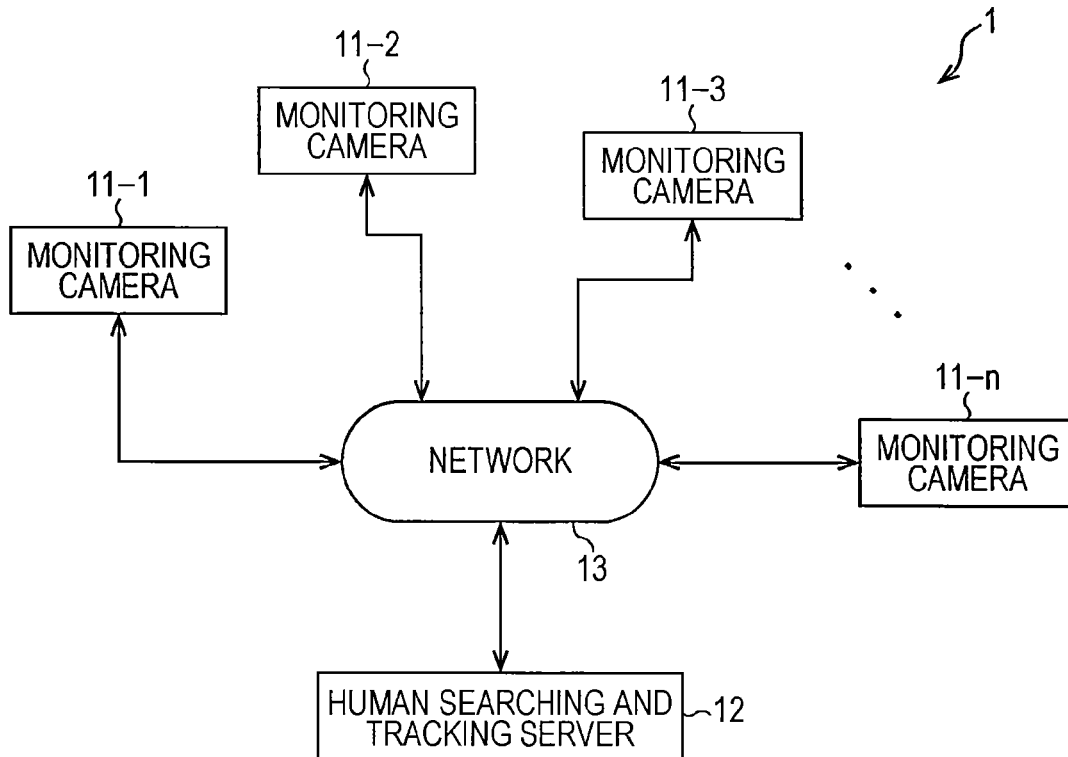 1
11-2
MONITORING
CAMERA
11-3
MONITORING
CAMERA
11-1
MONITORING
CAMERA
11-n
MONITORING
CAMERA
NETWORK
13
HUMAN SEARCHING AND
TRACKING SERVER
12